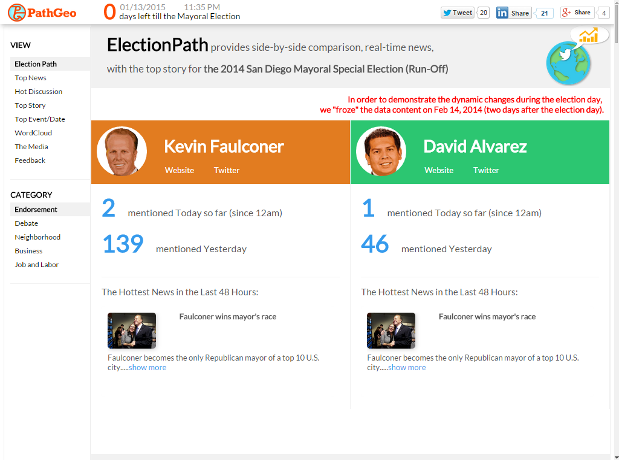 PathGeo
0 01/13/2015 11:35 PM
days left till the Mayoral Election
Tweet 20 Share 21 Share 4
VIEW
Election Path
Top News
Hot Discussion
Top Story
Top Event/Date
WordCloud
The Media
Feedback
CATEGORY
Endorsement
Debate
Neighborhood
Business
Job and Labor
ElectionPath provides side-by-side comparison, real-time news,
with the top story for the 2014 San Diego Mayoral Special Election (Run-Off)
In order to demonstrate the dynamic changes during the election day,
we "froze" the data content on Feb 14, 2014 (two days after the election day).
Kevin Faulconer
Website Twitter
2 mentioned Today so far (since 12am)
139 mentioned Yesterday
The Hottest News in the Last 48 Hours:
Faulconer wins mayor's race
Faulconer becomes the only Republican mayor of a top 10 U.S.
city.....show more
David Alvarez
Website Twitter
1 mentioned Today so far (since 12am)
46 mentioned Yesterday
The Hottest News in the Last 48 Hours:
Faulconer wins mayor's race
Faulconer becomes the only Republican mayor of a top 10 U.S.
city.....show more